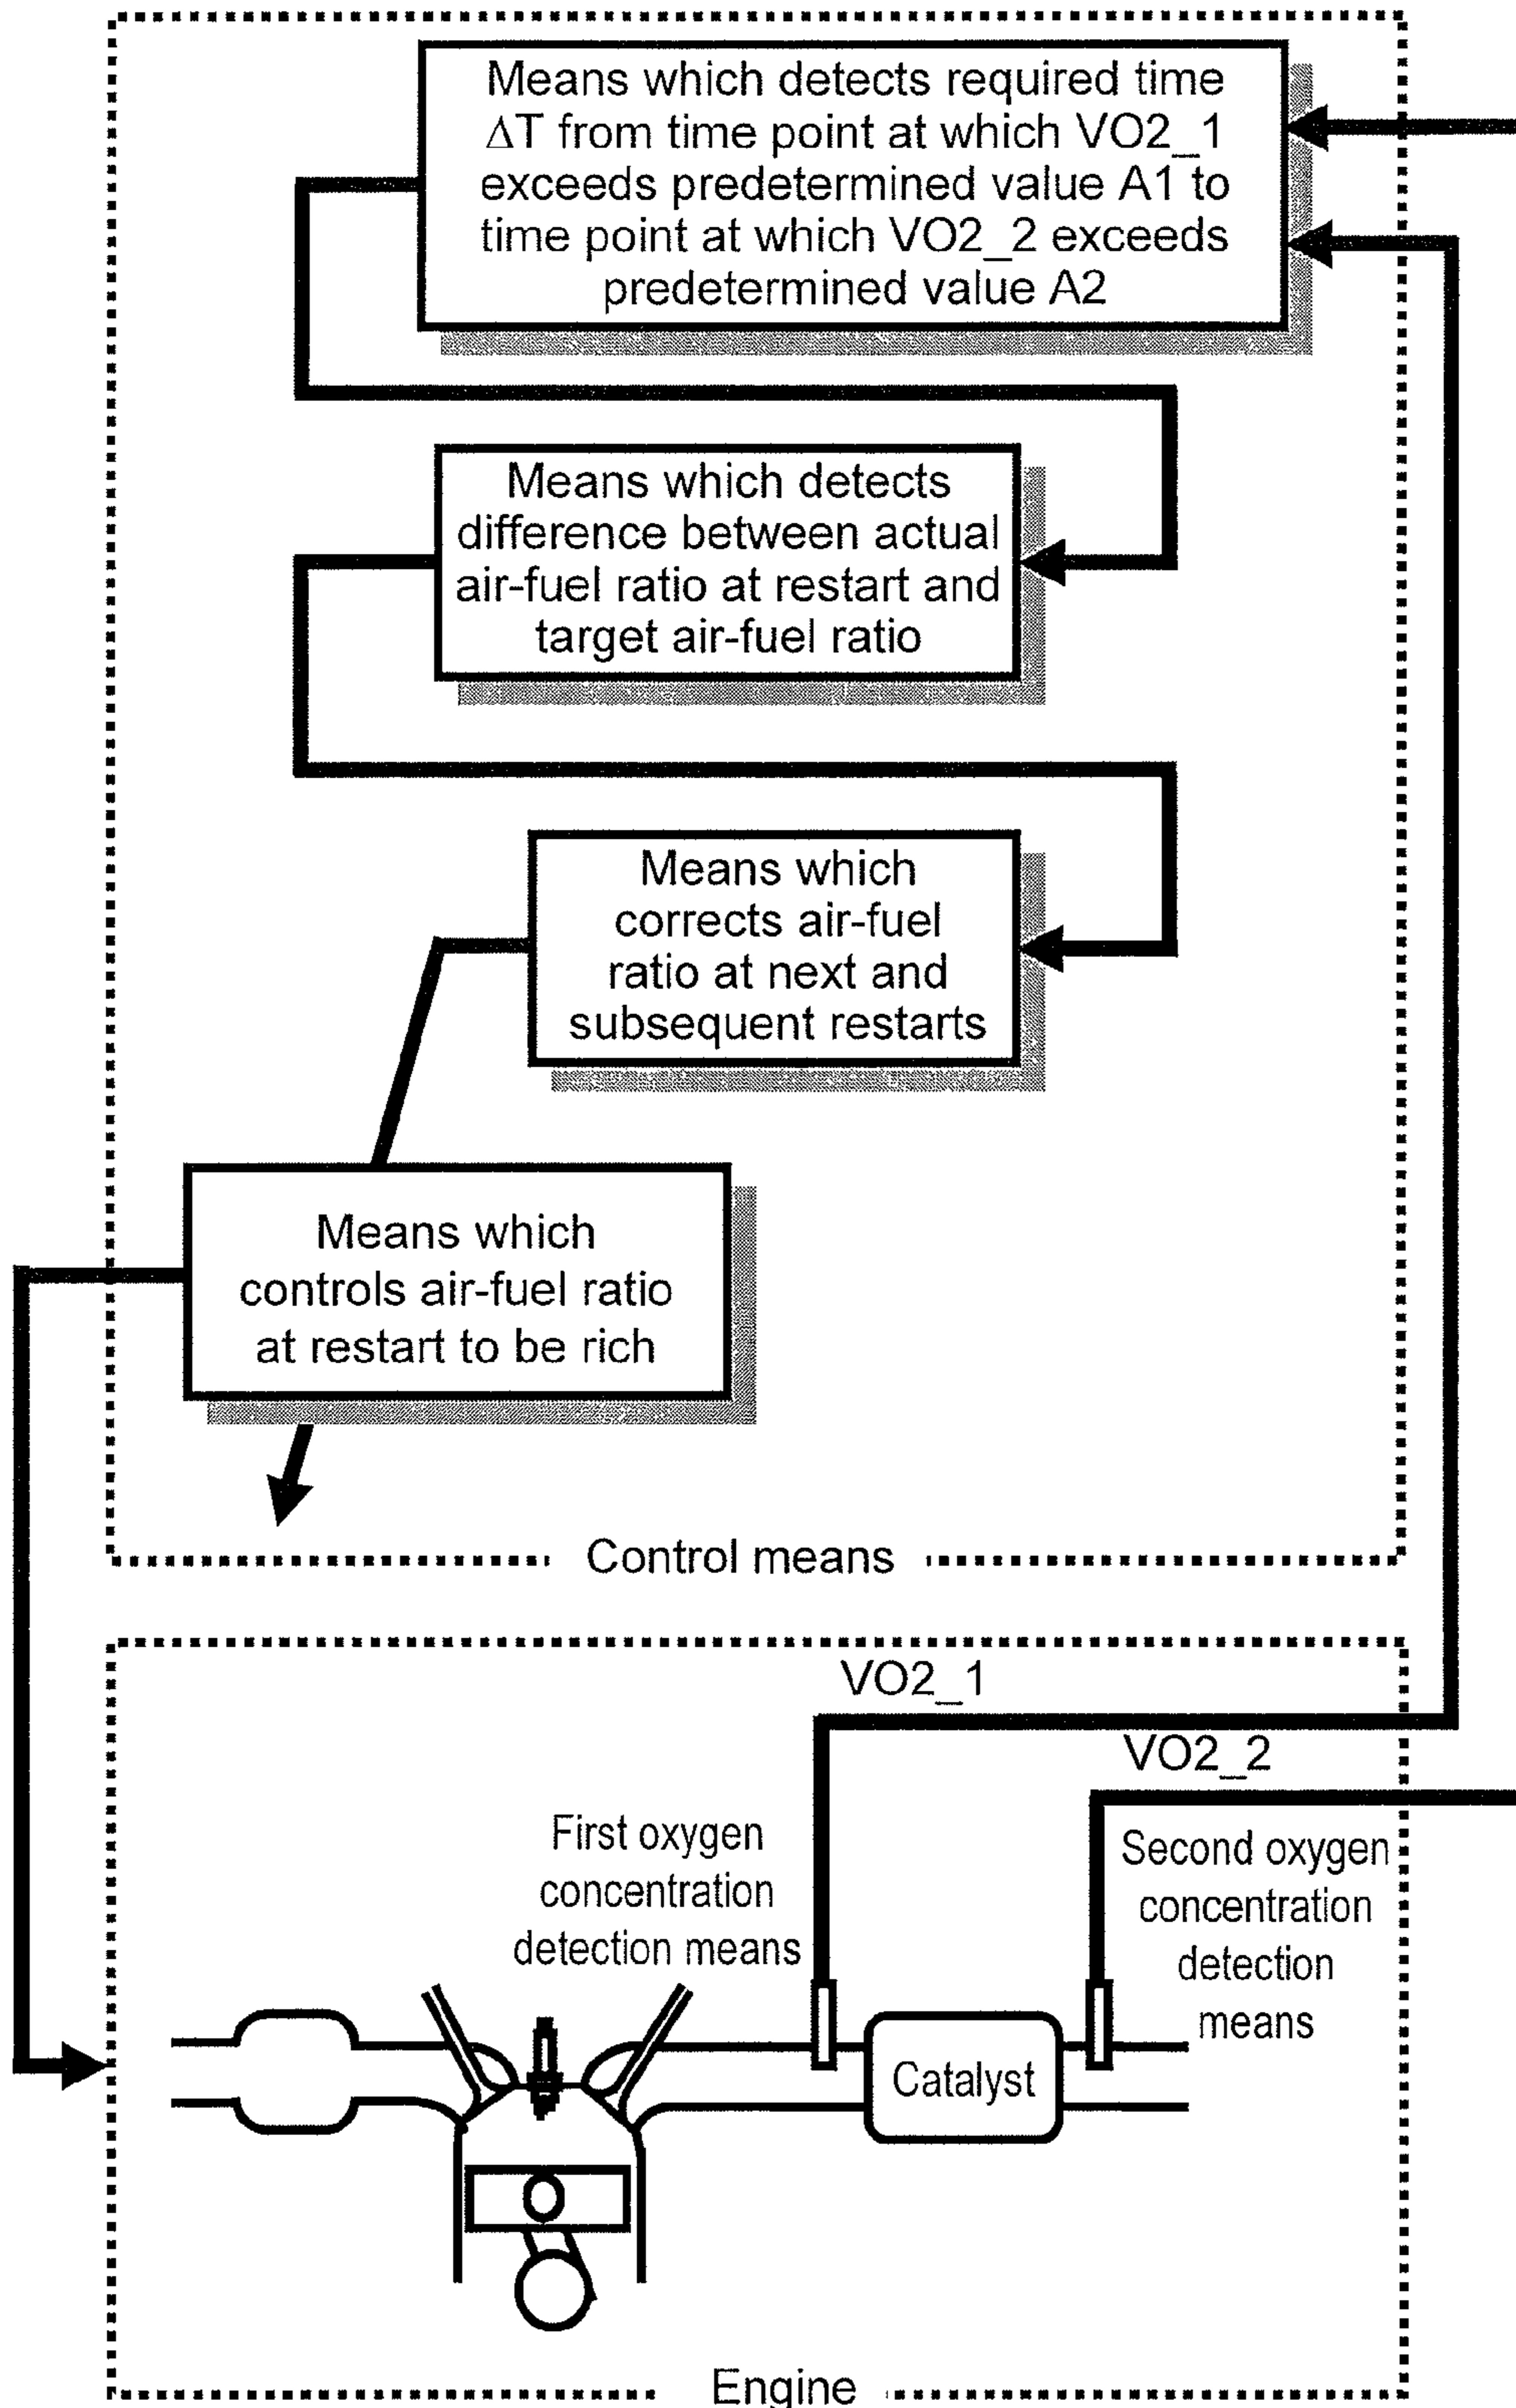 Means which detects required time
ΔT from time point at which VO2_1
exceeds predetermined value A1 to
time point at which VO2_2 exceeds
predetermined value A2
Means which detects
difference between actual
air-fuel ratio at restart and
target air-fuel ratio
Means which
corrects air-fuel
ratio at next and
subsequent restarts
Means which
controls air-fuel ratio
at restart to be rich
Control means
VO2_1
VO2_2
First oxygen
concentration
detection means
Second oxygen
concentration
detection
means
Catalyst
Engine